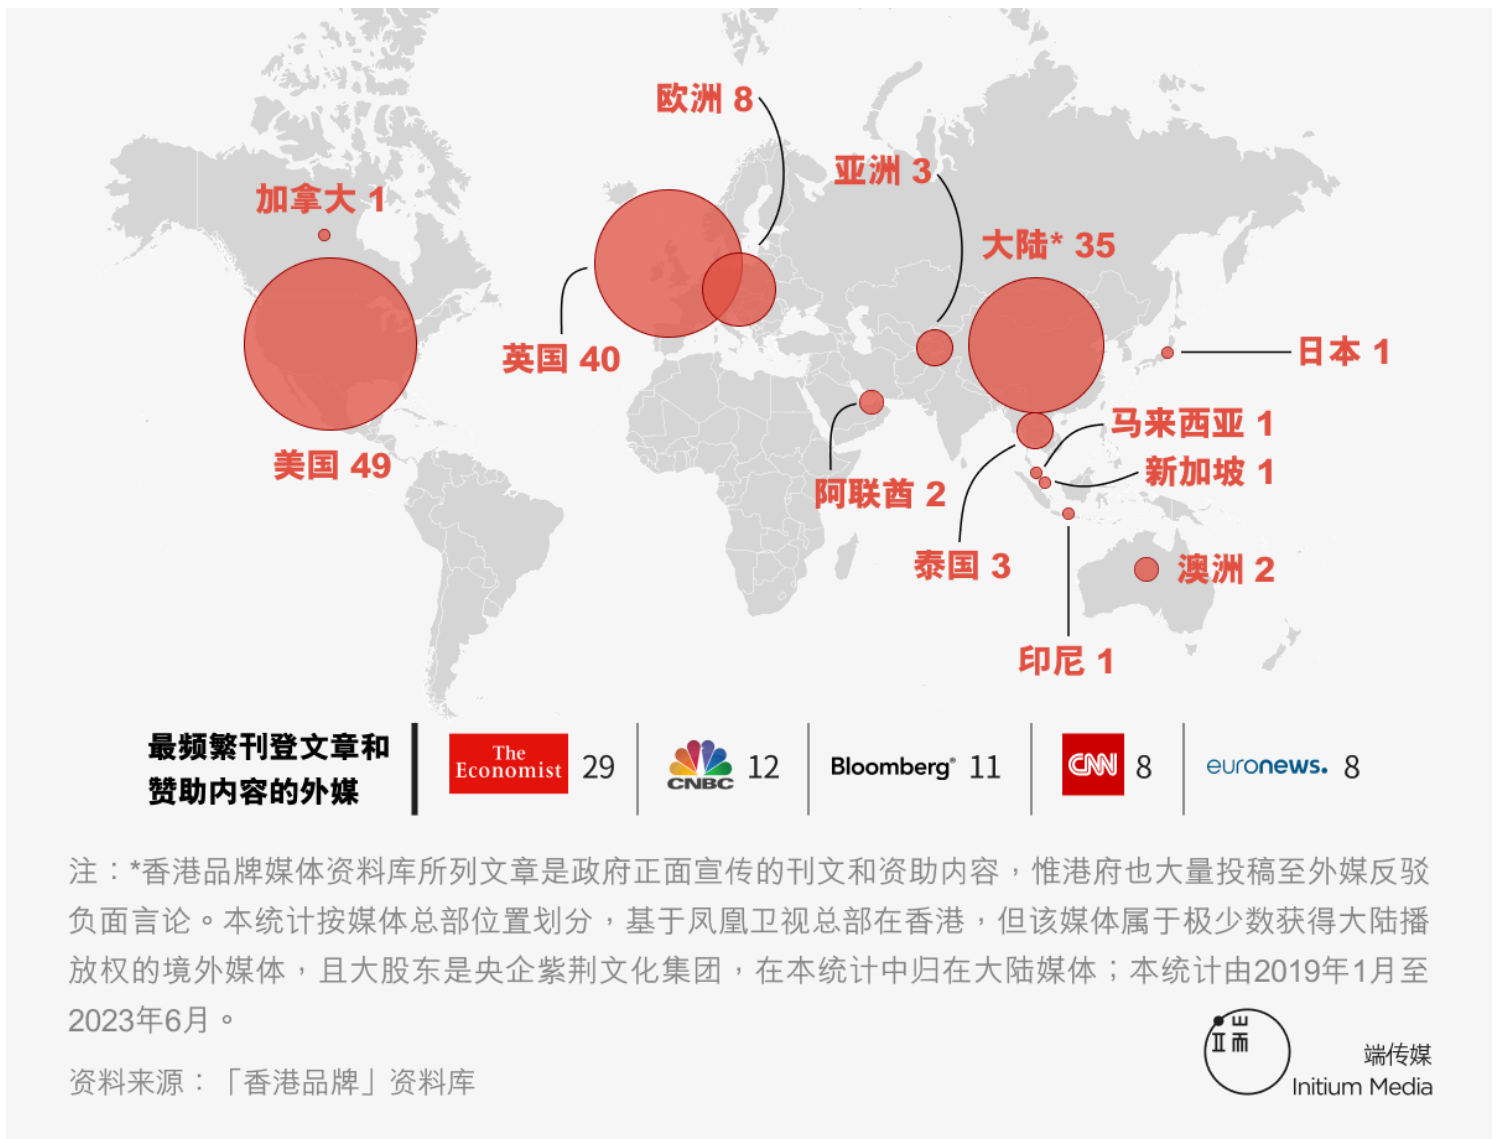 欧洲 8
亚洲 3
加拿大 1
大陆* 35
英国 40
日本 1
马来西亚 1
美国 49
新加坡 1
阿联酋 2
泰国 3
澳洲 2
印尼 1
最频繁刊登文章和
赞助内容的外媒
The
Economist 29
CNBC 12
Bloomberg® 11
CNN 8
euronews. 8
注：*香港品牌媒体资料库所列文章是政府正面宣传的刊文和资助内容，惟港府也大量投稿至外媒反驳
负面言论。本统计按媒体总部位置划分，基于凤凰卫视总部在香港，但该媒体属于极少数获得大陆播
放权的境外媒体，且大股东是央企紫荆文化集团，在本统计中归在大陆媒体；本统计由2019年1月至
2023年6月。
资料来源：「香港品牌」资料库
端
端传媒
Initium Media